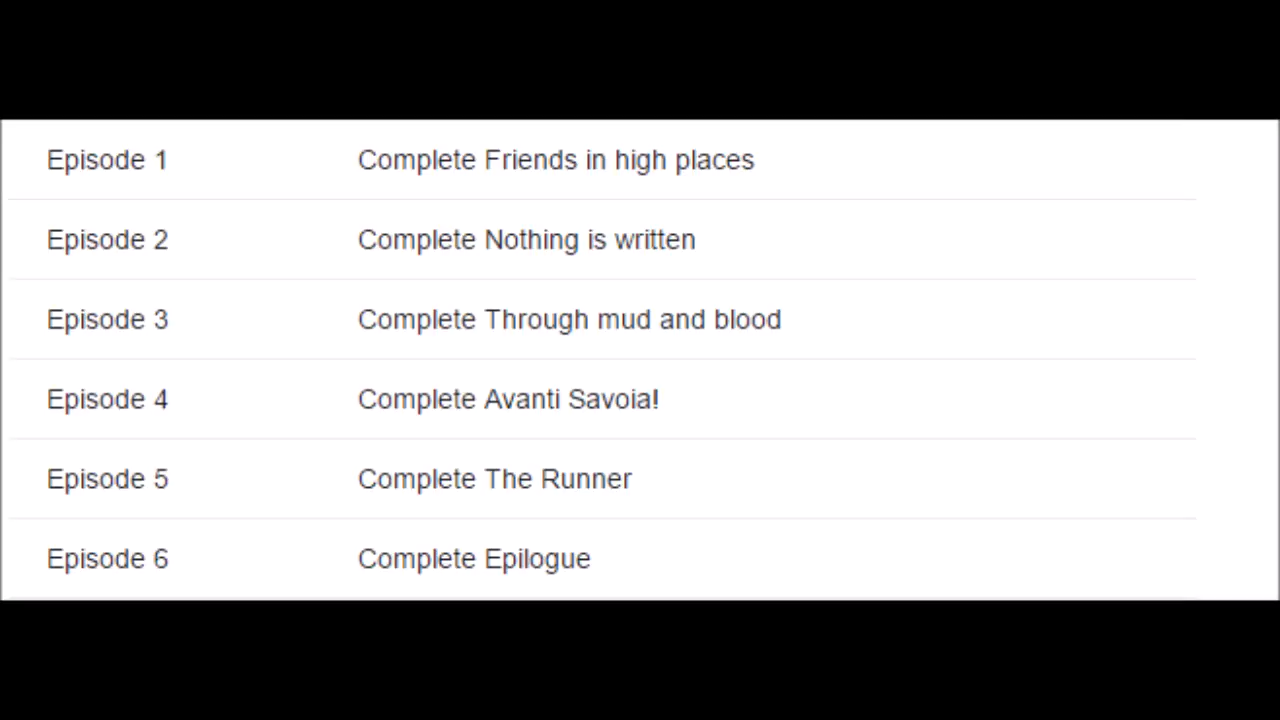 Episode 1 Complete Friends in high places
Episode 2 Complete Nothing is written
Episode 3 Complete Through mud and blood
Episode 4 Complete Avanti Savoia!
Episode 5 Complete The Runner
Episode 6 Complete Epilogue